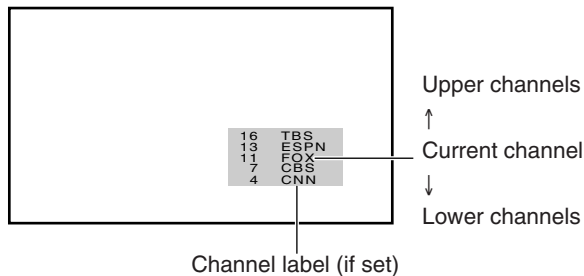 16 TBS
13 ESPN
11 FOX
7 CBS
4 CNN
Upper channels
↑
Current channel
↓
Lower channels
Channel label (if set)